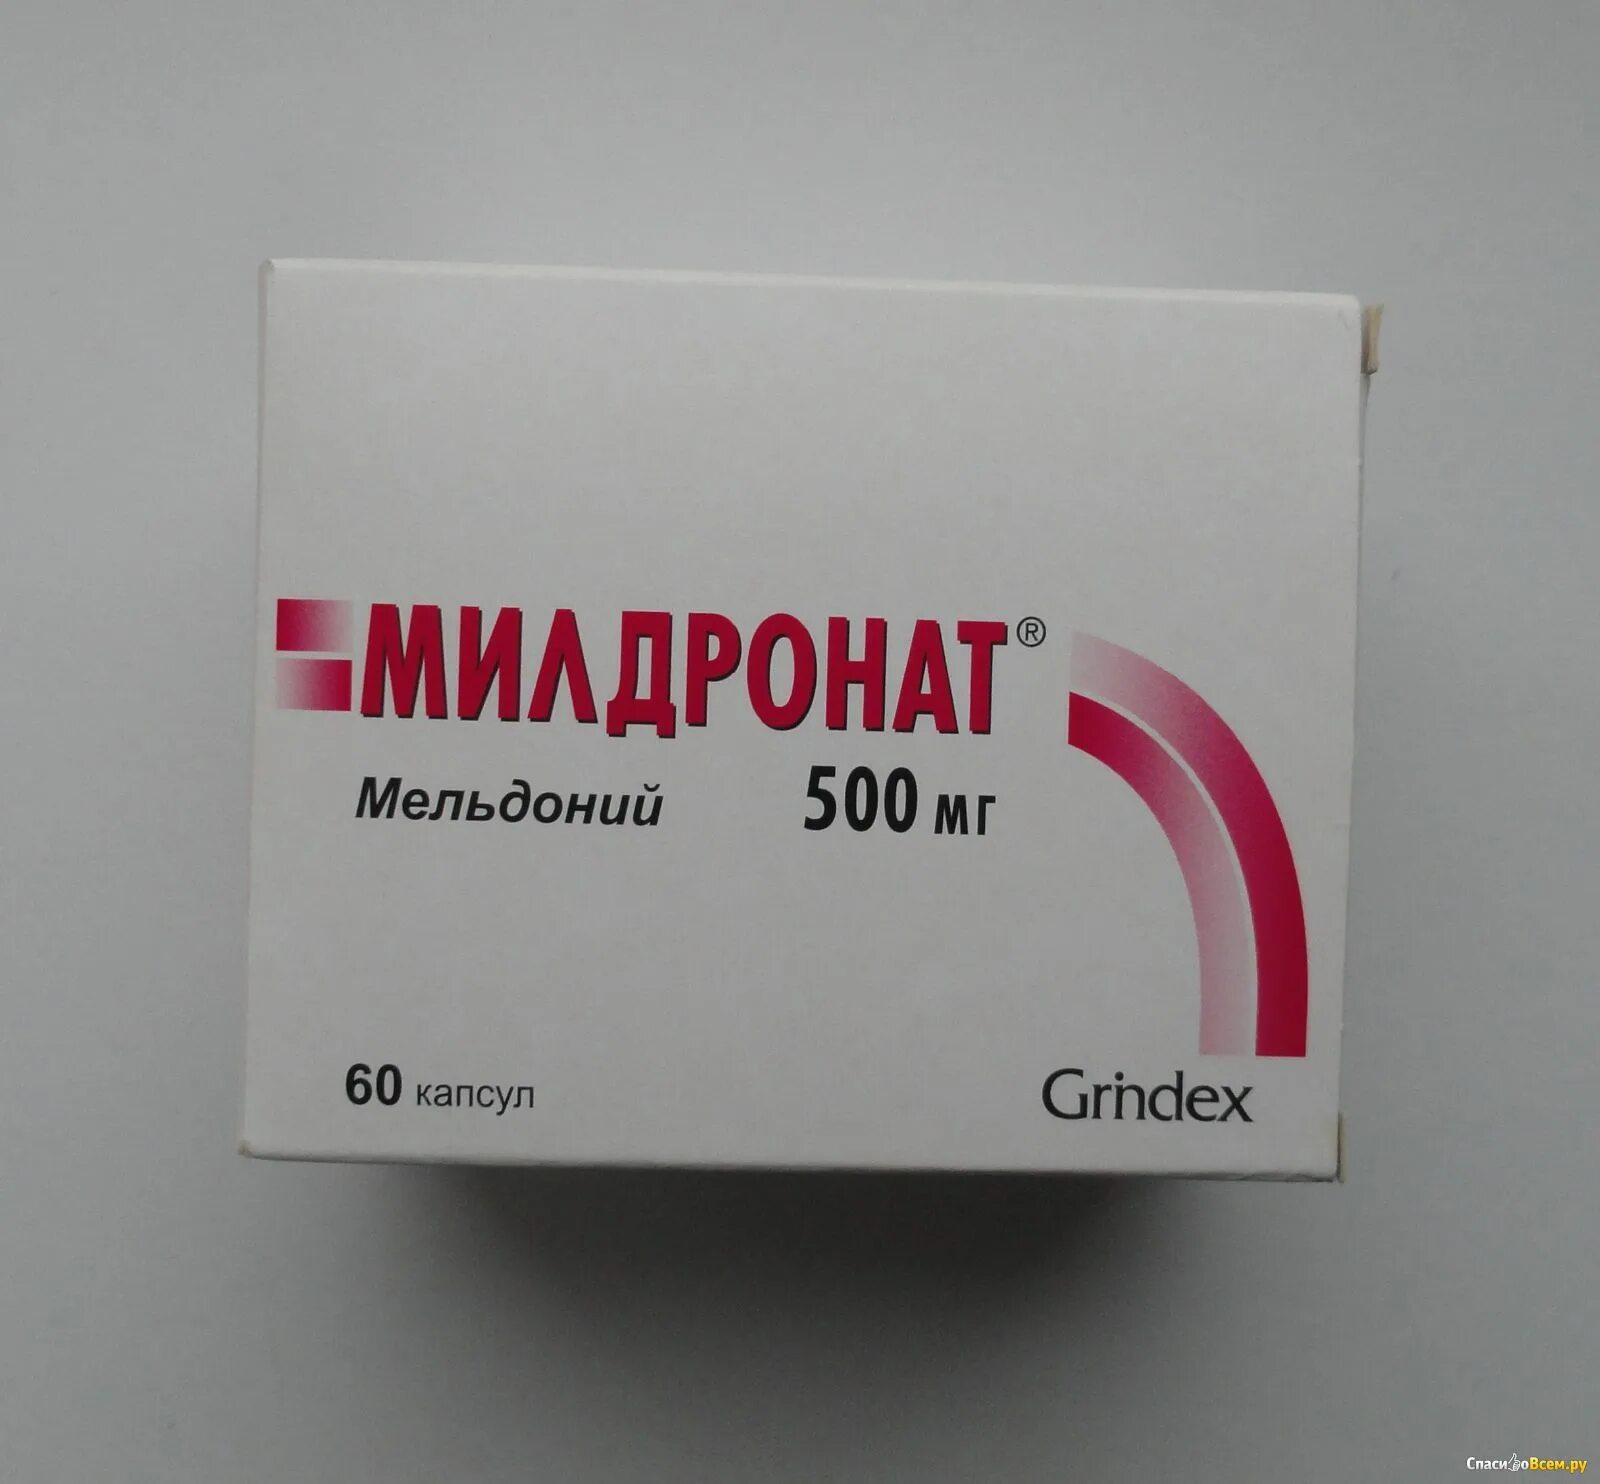 МИЛДРОНАТ®
Мельдоний 500 мг
60 капсул
Grindex
СпасибоВсем.ру